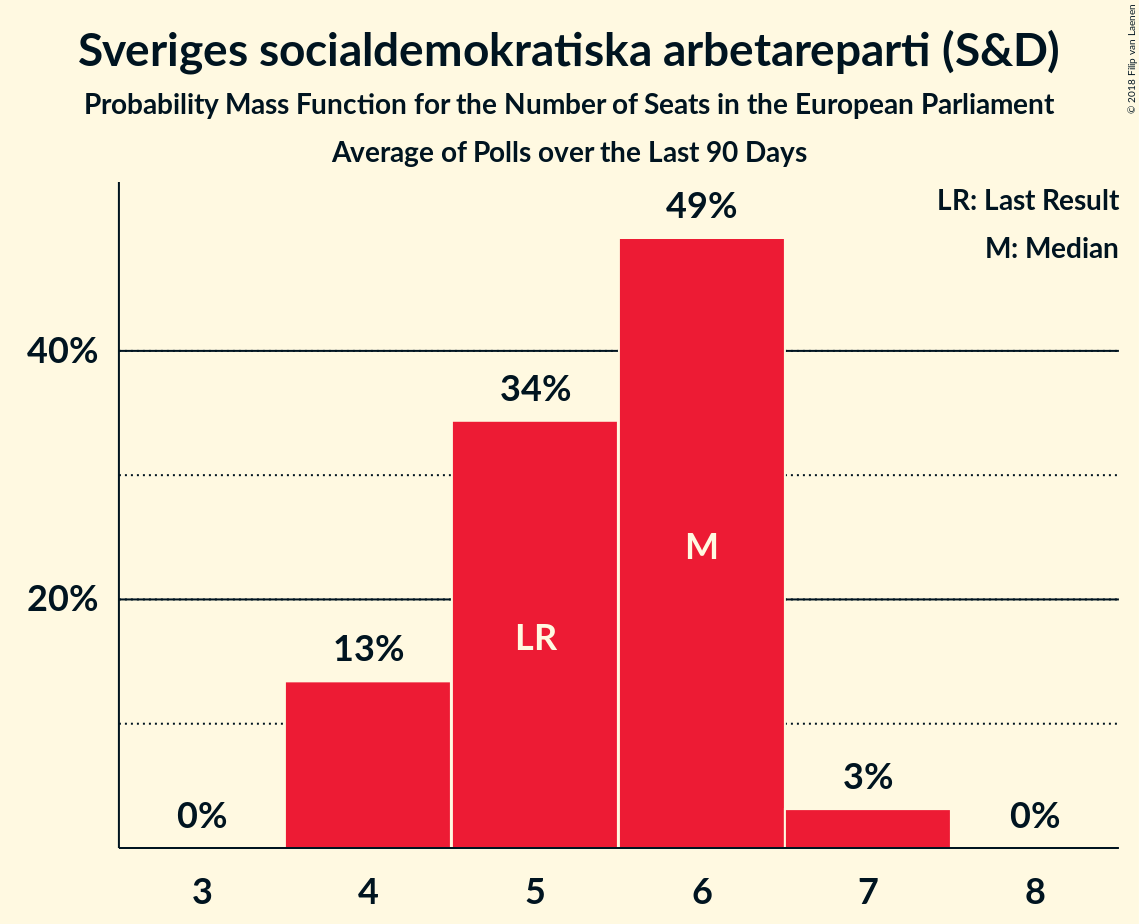 Sveriges socialdemokratiska arbetareparti (S&D)
Probability Mass Function for the Number of Seats in the European Parliament
Average of Polls over the Last 90 Days
© 2018 Filip van Laenen
LR: Last Result
M: Median
49%
40%
34%
M
20%
LR
13%
3%
0%
0%
3 4 5 6 7 8